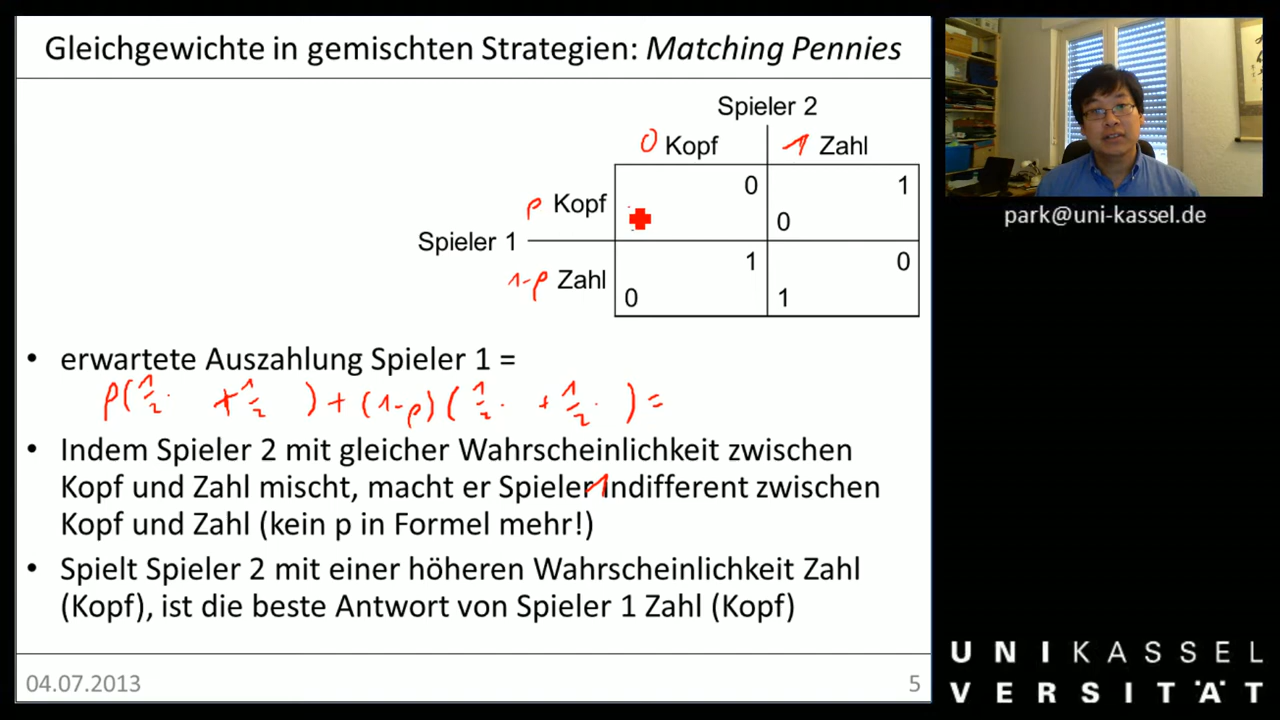 Gleichgewichte in gemischten Strategien: Matching Pennies
Spieler 2
0 Kopf 1 Zahl
p Kopf 0 1
0
Spieler 1
1-p Zahl 1 0
0 1
• erwartete Auszahlung Spieler 1 =
p(1/2· +1/2 ) + (1-p)(1/2· +1/2· ) =
• Indem Spieler 2 mit gleicher Wahrscheinlichkeit zwischen
Kopf und Zahl mischt, macht er Spieler 1 indifferent zwischen
Kopf und Zahl (kein p in Formel mehr!)
• Spielt Spieler 2 mit einer höheren Wahrscheinlichkeit Zahl
(Kopf), ist die beste Antwort von Spieler 1 Zahl (Kopf)
04.07.2013 5
park@uni-kassel.de
UNIKASSEL
VERSITÄT